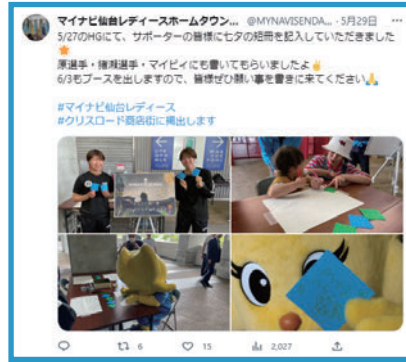 マイナビ仙台レディースホームタウン... @MYNAVISENDA... ・5月29日 ...
5/27のHGにて、サポーターの皆様に七夕の短冊を記入していただきました
🌟
原選手・猪瀬選手・マイビィにも書いてもらいましたよ✌
6/3もブースを出しますので、皆様ぜひ願い事を書きに来てください🙏
#マイナビ仙台レディース
#クリスロード商店街に掲出します
6
15
2,027